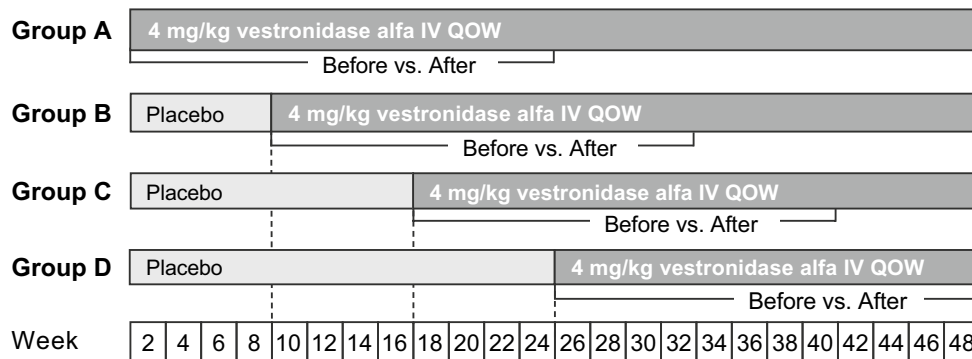 Group A 4 mg/kg vestronidase alfa IV QOW
Before vs. After
Group B Placebo 4 mg/kg vestronidase alfa IV QOW
Before vs. After
Group C Placebo 4 mg/kg vestronidase alfa IV QOW
Before vs. After
Group D Placebo 4 mg/kg vestronidase alfa IV QOW
Before vs. After
Week 2 4 6 8 10 12 14 16 18 20 22 24 26 28 30 32 34 36 38 40 42 44 46 48